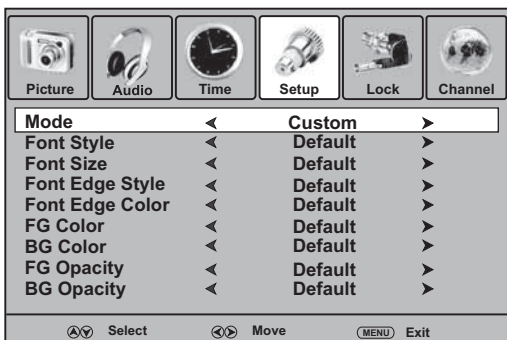 Picture Audio Time Setup Lock Channel
Mode Custom
Font Style Default
Font Size Default
Font Edge Style Default
Font Edge Color Default
FG Color Default
BG Color Default
FG Opacity Default
BG Opacity Default
Select Move MENU Exit